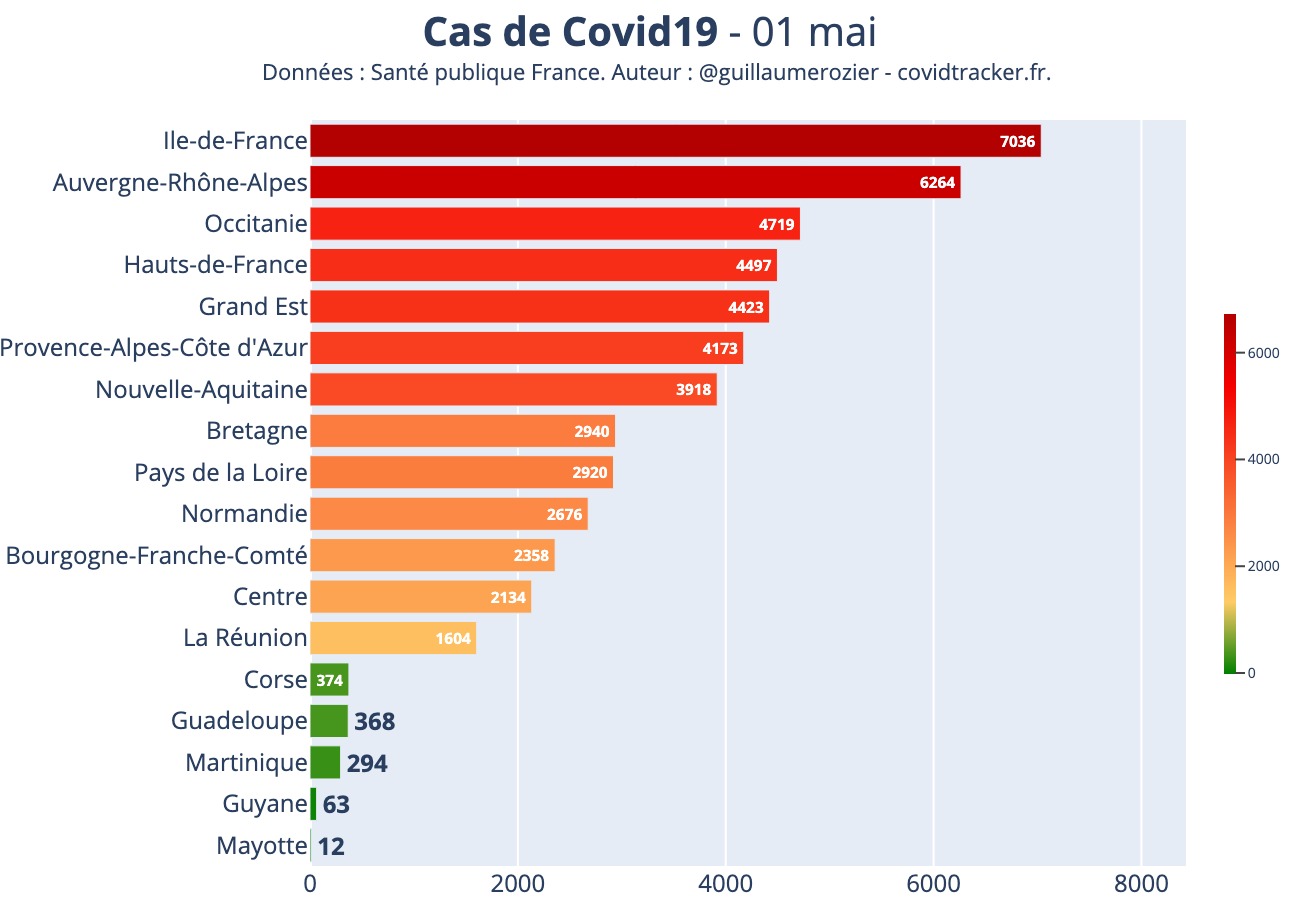 Cas de Covid19 - 01 mai
Données : Santé publique France. Auteur : @guillaumerozier - covidtracker.fr.
Ile-de-France 7036
Auvergne-Rhône-Alpes 6264
Occitanie 4719
Hauts-de-France 4497
Grand Est 4423
Provence-Alpes-Côte d'Azur 4173
Nouvelle-Aquitaine 3918
Bretagne 2940
Pays de la Loire 2920
Normandie 2676
Bourgogne-Franche-Comté 2358
Centre 2134
La Réunion 1604
Corse 374
Guadeloupe 368
Martinique 294
Guyane 63
Mayotte 12
0 2000 4000 6000 8000
6000
4000
2000
0